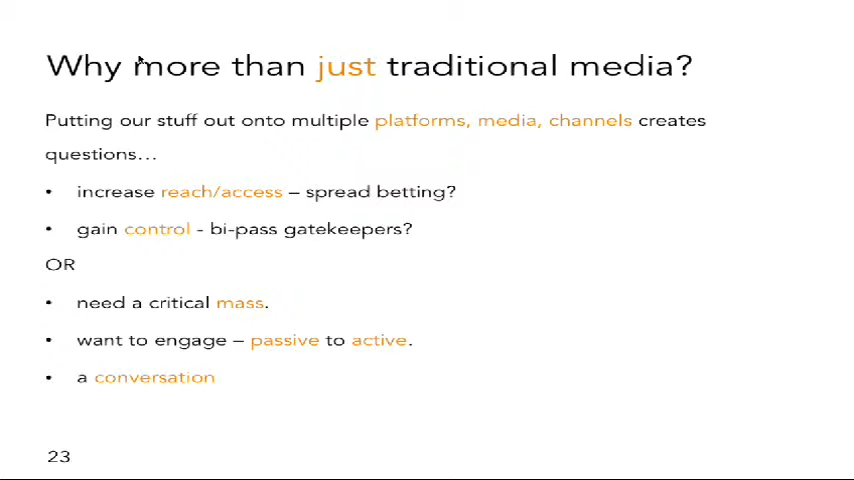 Why more than just traditional media?
Putting our stuff out onto multiple platforms, media, channels creates
questions…
• increase reach/access – spread betting?
• gain control - bi-pass gatekeepers?
OR
• need a critical mass.
• want to engage – passive to active.
• a conversation
23